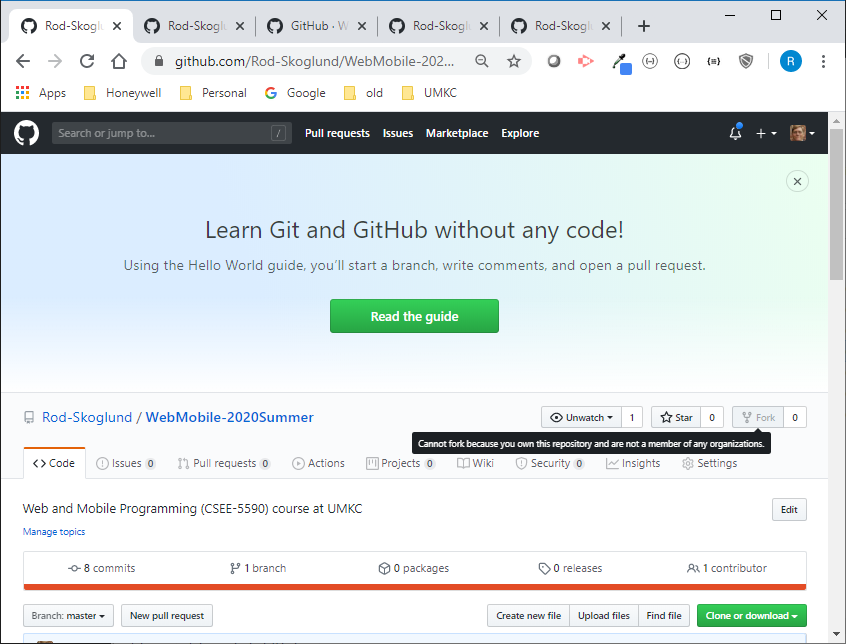 Rod-Skogl
Rod-Skogl
GitHub · W
Rod-Skogl
Rod-Skogl
github.com/Rod-Skoglund/WebMobile-202...
R
Apps Honeywell Personal Google old UMKC
Search or jump to... / Pull requests Issues Marketplace Explore
Learn Git and GitHub without any code!
Using the Hello World guide, you’ll start a branch, write comments, and open a pull request.
Read the guide
Rod-Skoglund / WebMobile-2020Summer
Unwatch 1 Star 0 Fork 0
Cannot fork because you own this repository and are not a member of any organizations.
Code Issues 0 Pull requests 0 Actions Projects 0 Wiki Security 0 Insights Settings
Web and Mobile Programming (CSEE-5590) course at UMKC Edit
Manage topics
8 commits 1 branch 0 packages 0 releases 1 contributor
Branch: master New pull request Create new file Upload files Find file Clone or download